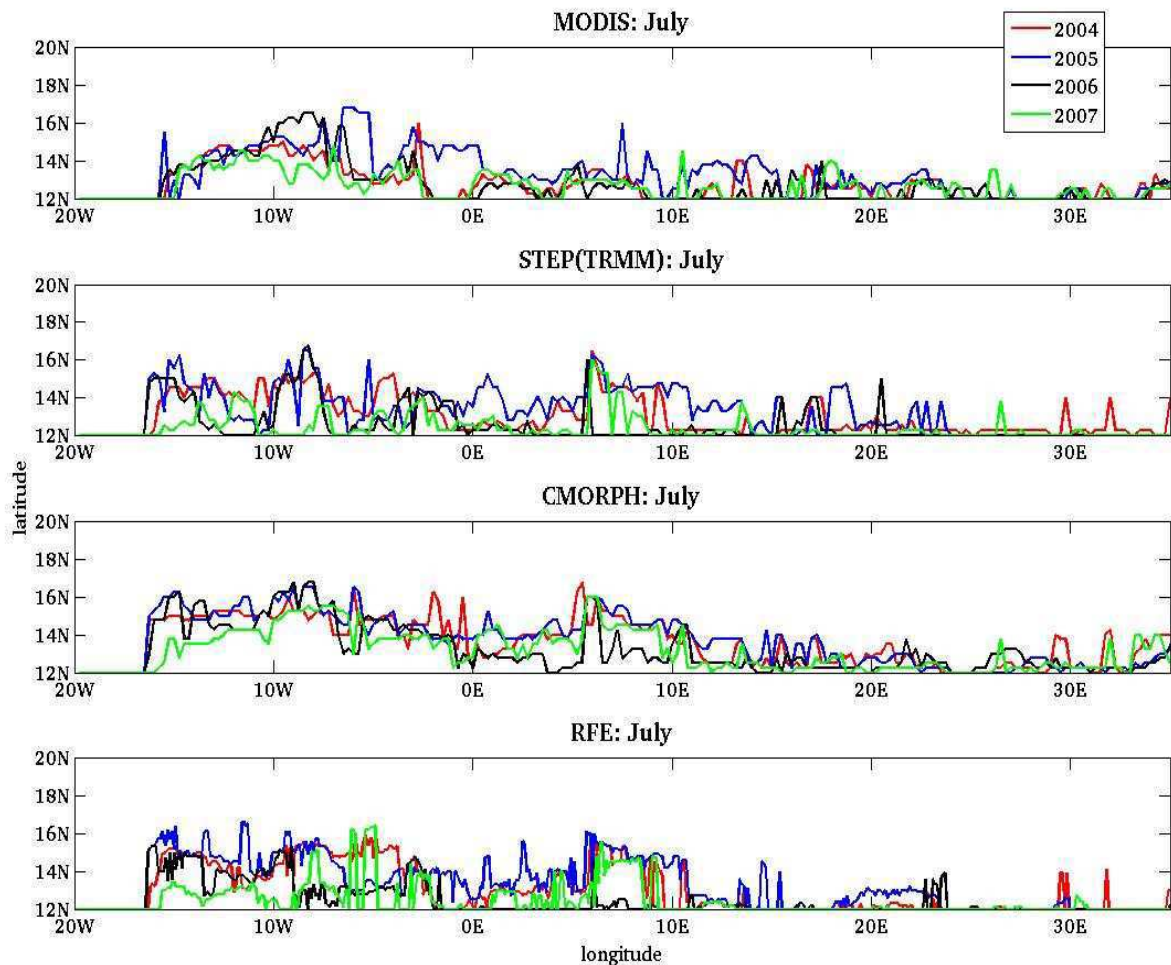 MODIS: July
2004
2005
2006
2007
20N
18N
16N
14N
12N
20W 10W 0E 10E 20E 30E
STEP(TRMM): July
20N
18N
16N
14N
12N
20W 10W 0E 10E 20E 30E
latitude
CMORPH: July
20N
18N
16N
14N
12N
20W 10W 0E 10E 20E 30E
RFE: July
20N
18N
16N
14N
12N
20W 10W 0E 10E 20E 30E
longitude